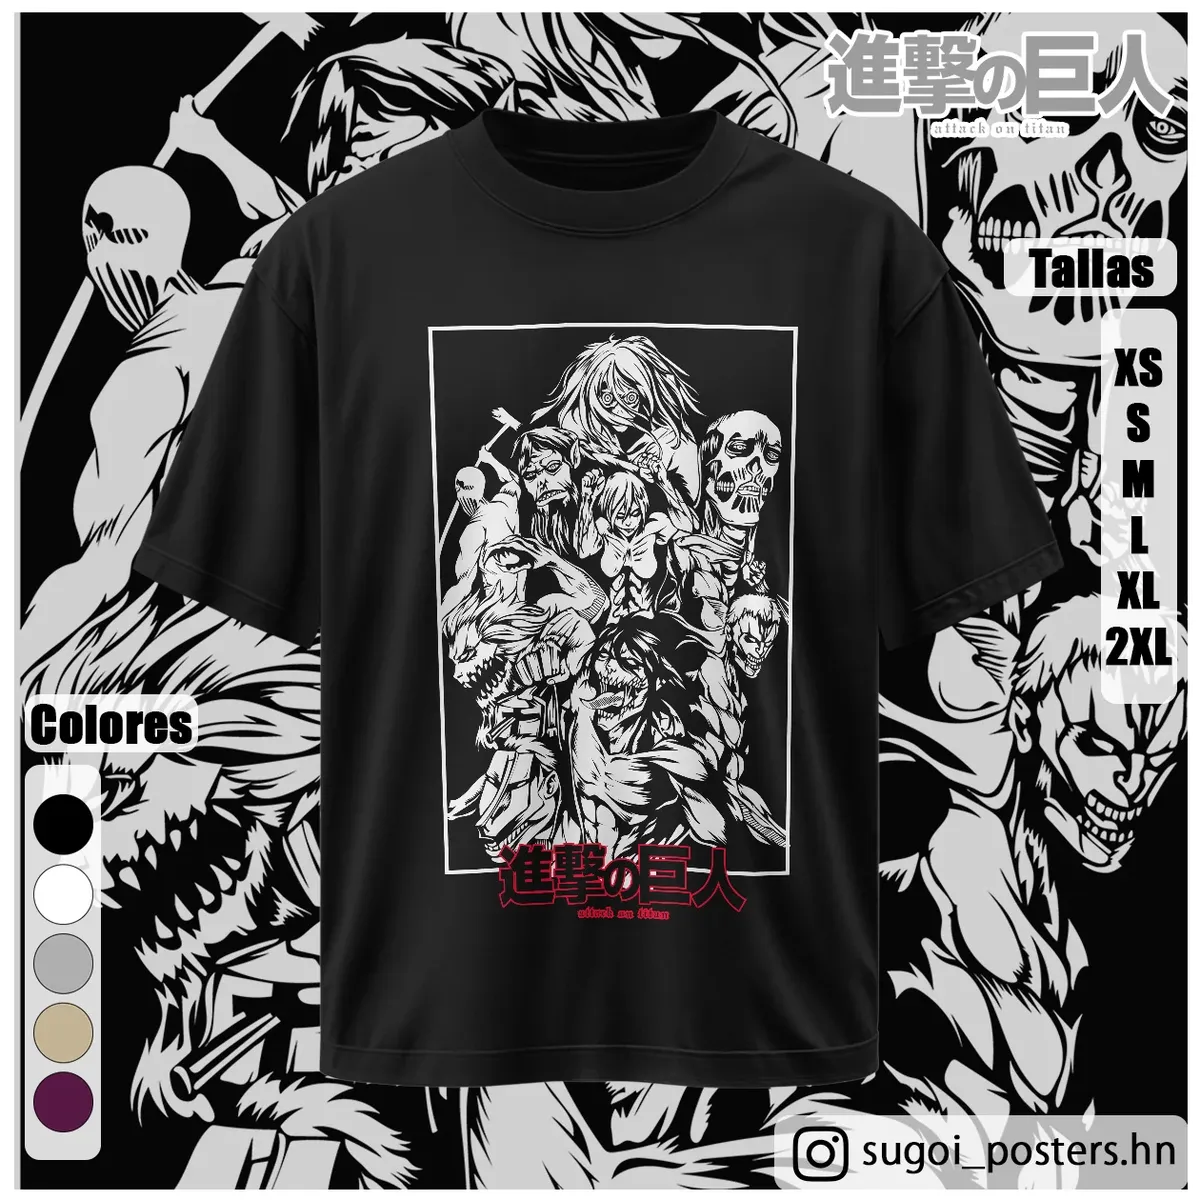 進撃の巨人
attack on titan
Tallas
XS
S
M
L
XL
2XL
Colores
進撃の巨人
attack on titan
sugoi_posters.hn